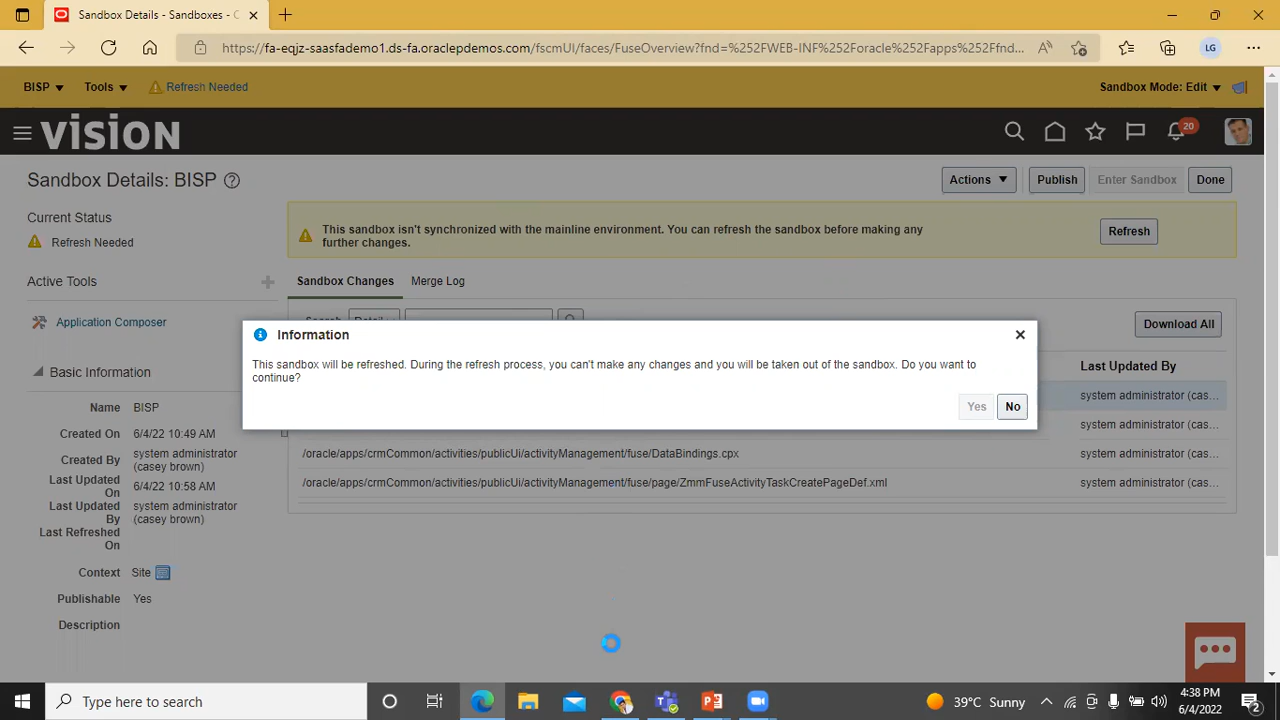 Sandbox Details - Sandboxes - C
https://fa-eqjz-saasfademo1.ds-fa.oraclepdemos.com/fscmUI/faces/FuseOverview?fnd=%252FWEB-INF%252Foracle%252Fapps%252Ffnd...
LG
BISP Tools Refresh Needed Sandbox Mode: Edit
VISION
20
Sandbox Details: BISP
Actions Publish Enter Sandbox Done
Current Status
Refresh Needed
This sandbox isn't synchronized with the mainline environment. You can refresh the sandbox before making any
further changes.
Refresh
Active Tools
Application Composer
Sandbox Changes Merge Log
Download All
Last Updated By
Information
This sandbox will be refreshed. During the refresh process, you can't make any changes and you will be taken out of the sandbox. Do you want to
continue?
Yes No
system administrator (cas...
system administrator (cas...
/oracle/apps/crmCommon/activities/publicUi/activityManagement/fuse/DataBindings.cpx system administrator (cas...
/oracle/apps/crmCommon/activities/publicUi/activityManagement/fuse/page/ZmmFuseActivityTaskCreatePageDef.xml system administrator (cas...
Basic Information
Name BISP
Created On 6/4/22 10:49 AM
Created By system administrator
(casey brown)
Last Updated
On 6/4/22 10:58 AM
Last Updated
By system administrator
(casey brown)
Last Refreshed
On
Context Site
Publishable Yes
Description
Type here to search
39°C Sunny
4:38 PM
6/4/2022
2